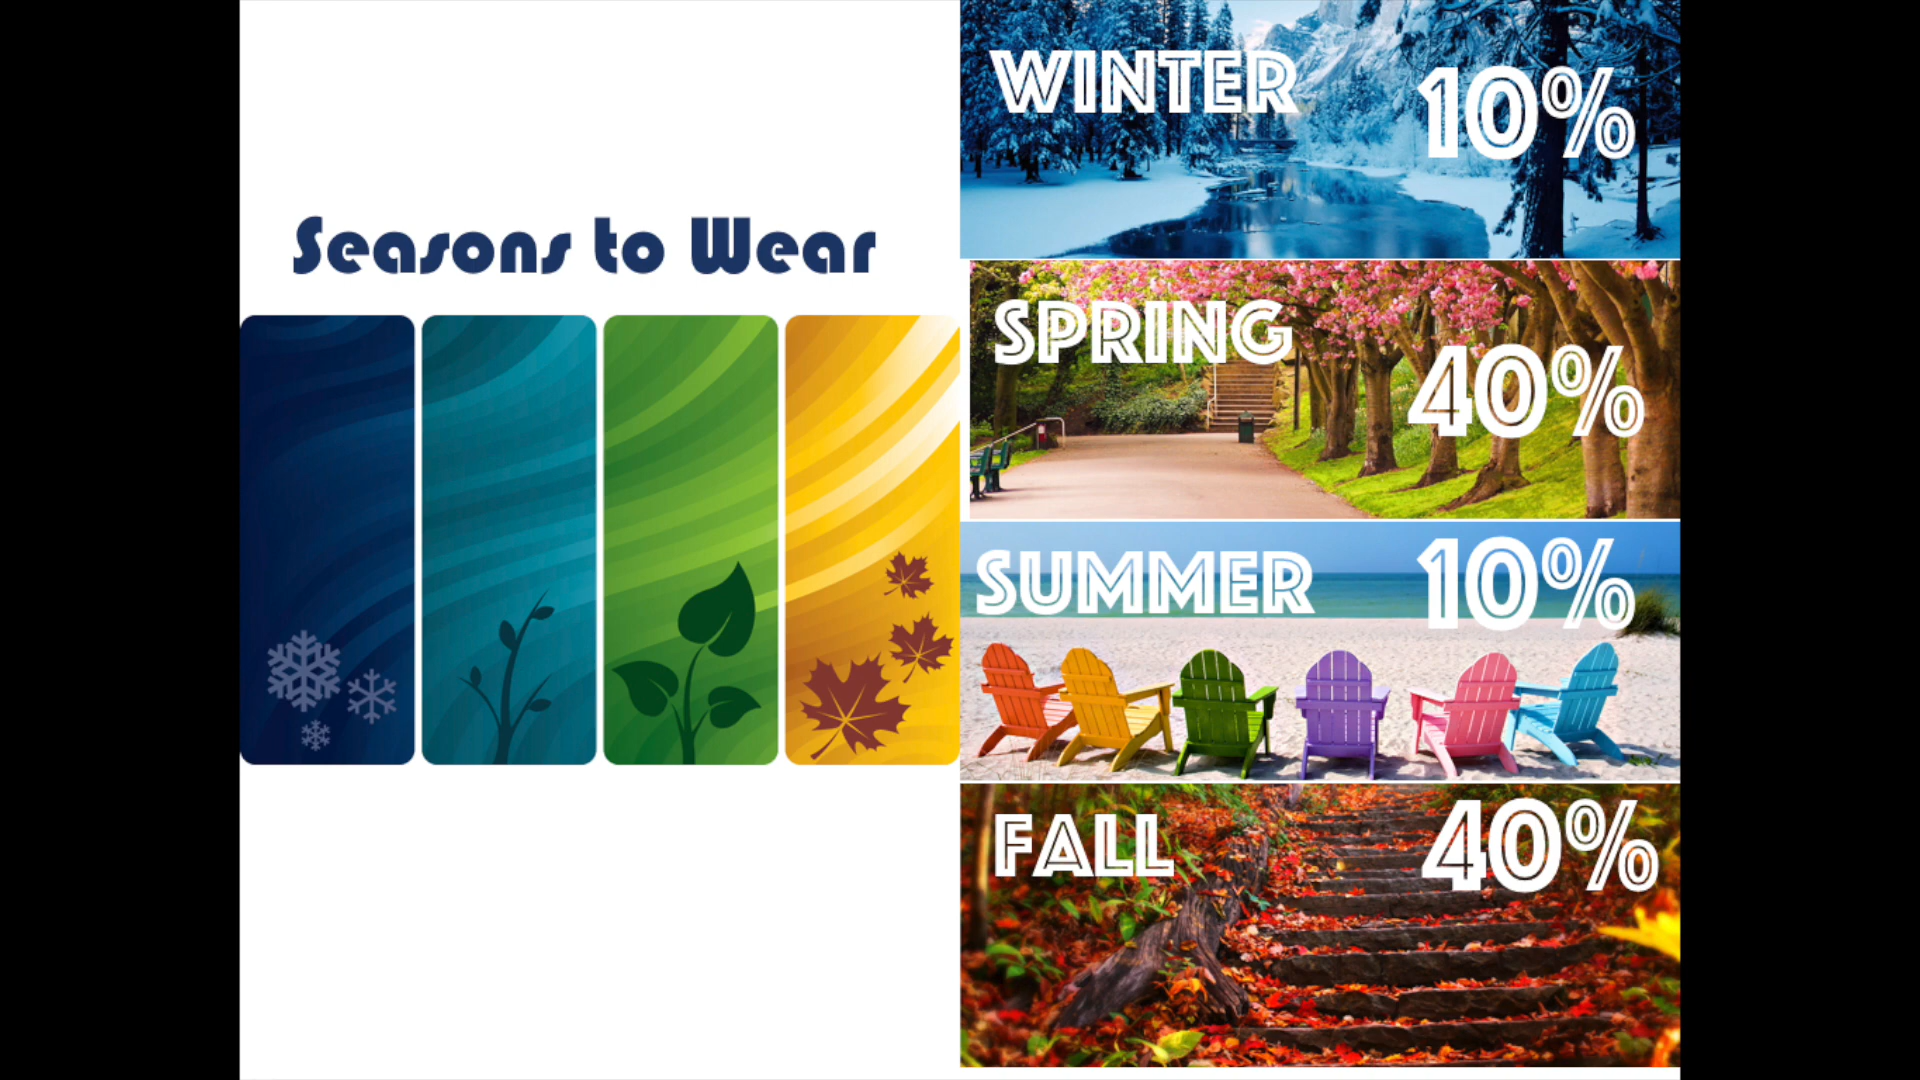 Seasons to Wear
WINTER
10%
SPRING
40%
SUMMER
10%
FALL
40%